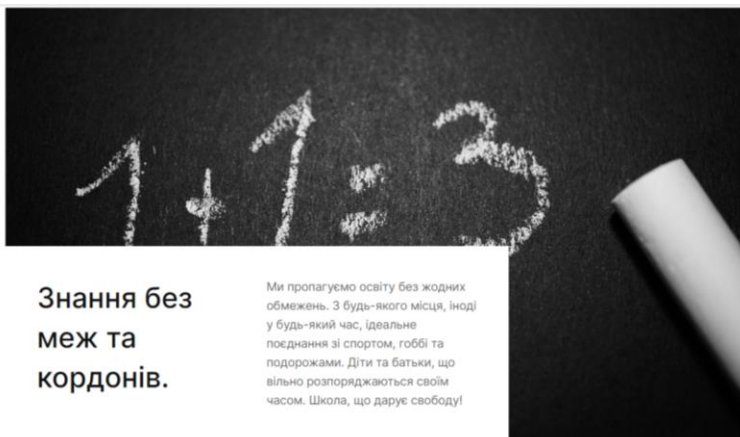 1+1=3
Знання без
меж та
кордонів.
Ми пропагуємо освіту без жодних
обмежень. З будь-якого місця, іноді
у будь-який час, ідеальне
поєднання зі спортом, гоббі та
подорожами. Діти та батьки, що
вільно розпоряджаються своїм
часом. Школа, що дарує свободу!